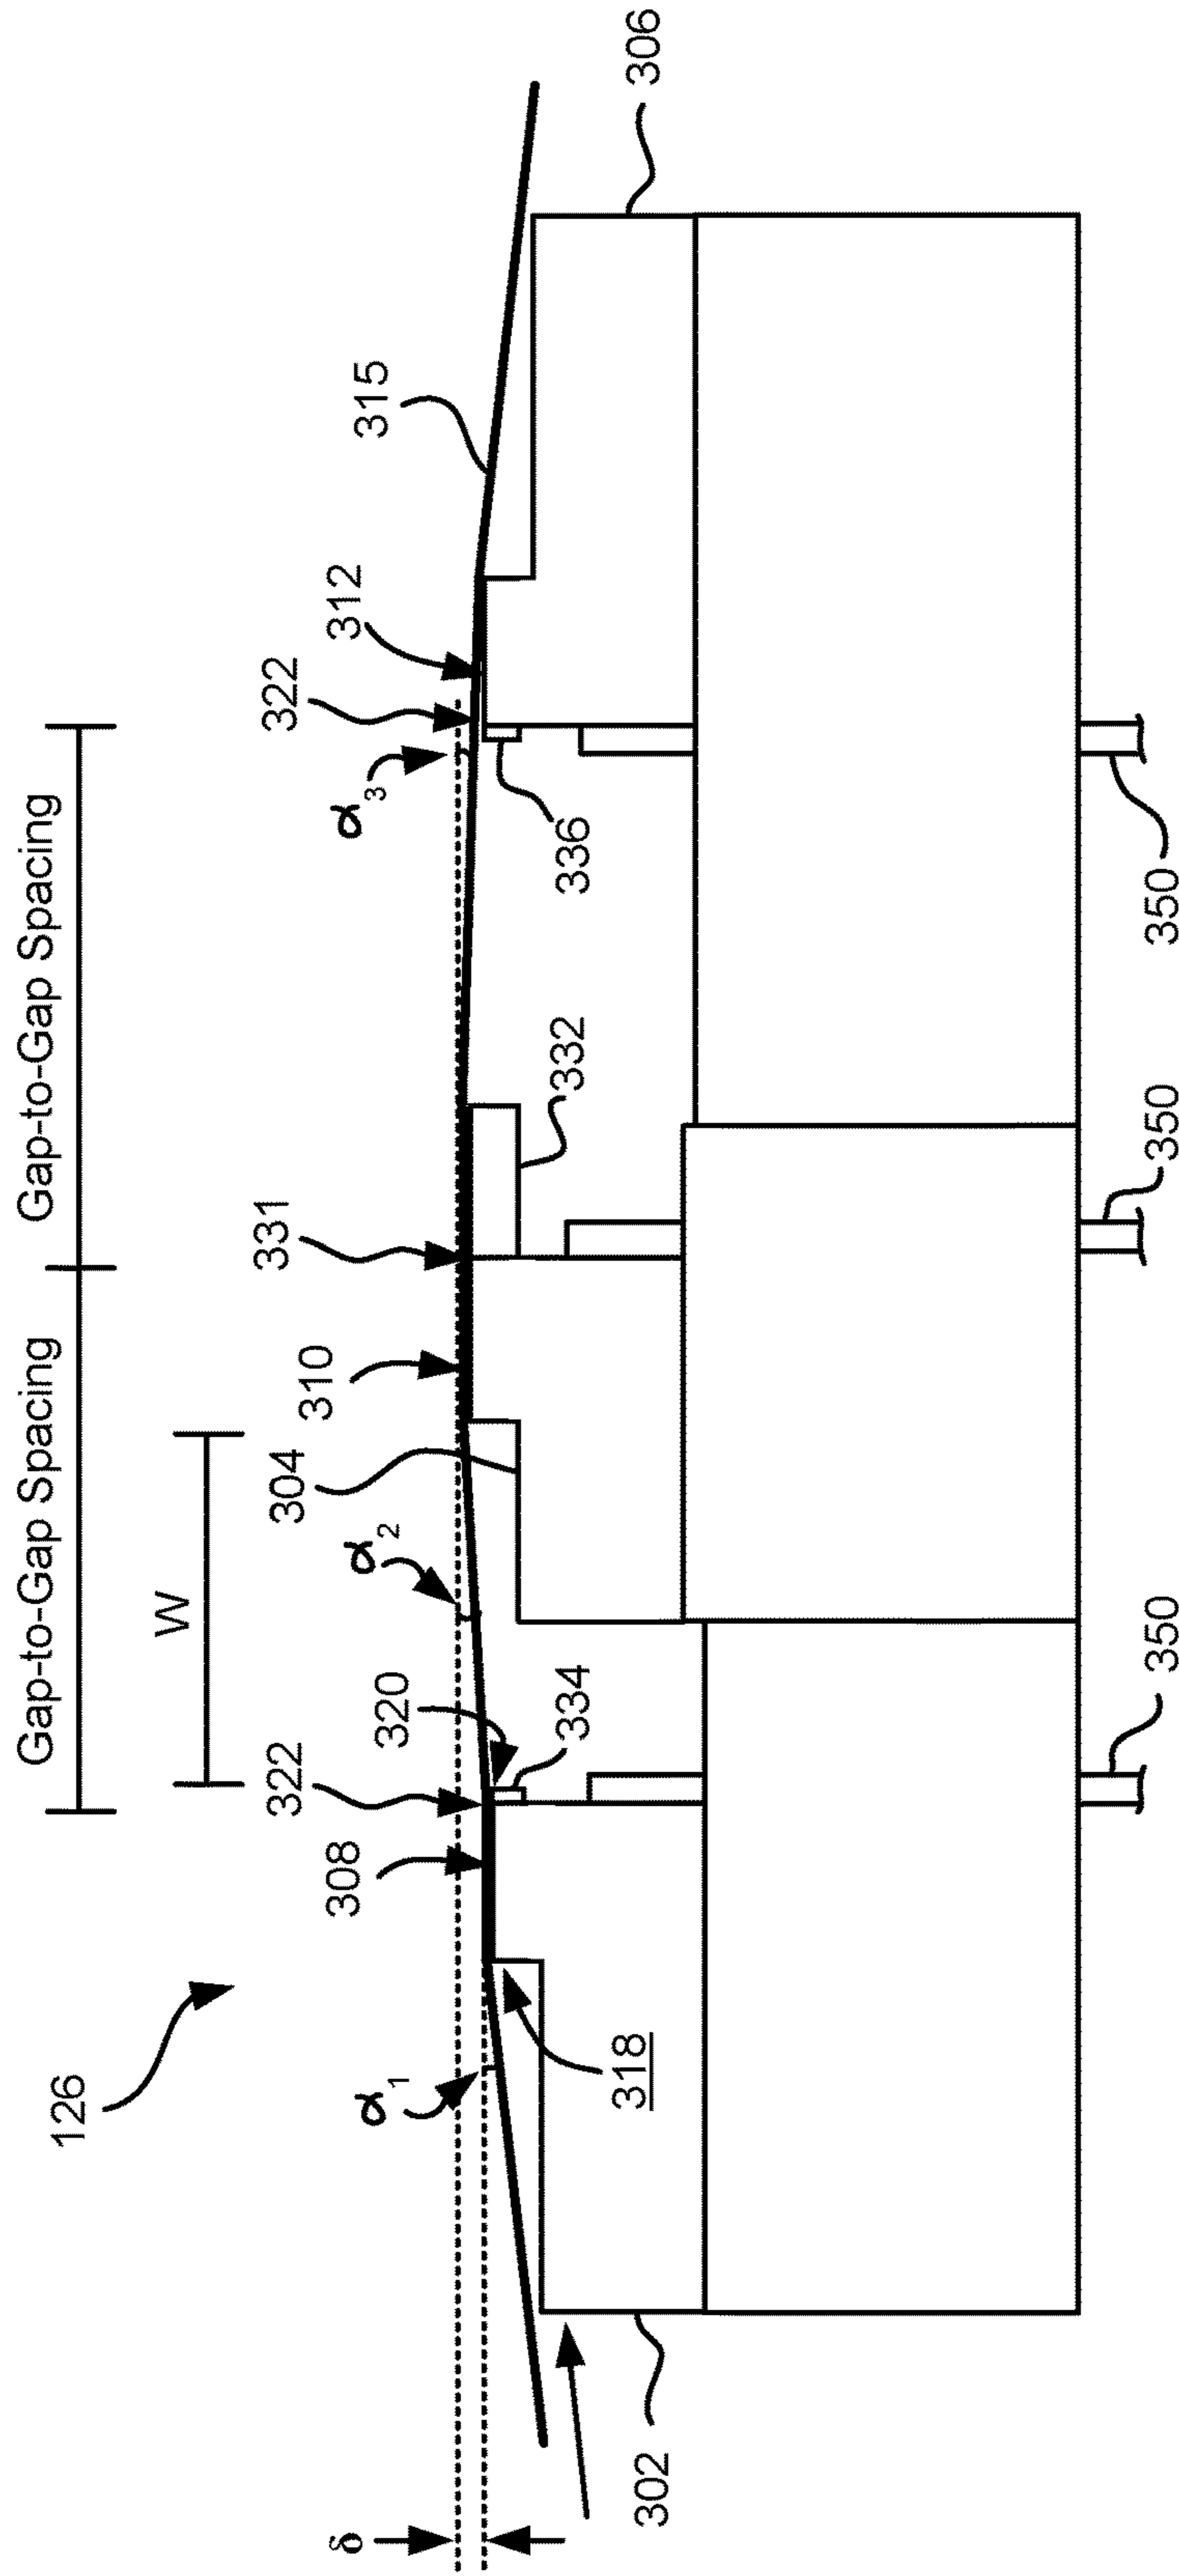 Gap-to-Gap Spacing
Gap-to-Gap Spacing
W
126
322
331
322
308
320
α₂
304
310
α₃
312
315
306
δ
α₁
318
334
332
336
302
350
350
350